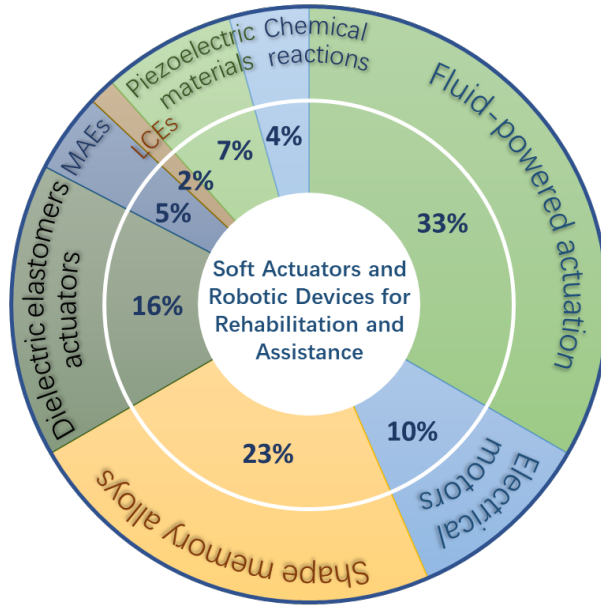 Soft Actuators and
Robotic Devices for
Rehabilitation and
Assistance
Fluid-powered actuation
33%
Electrical
motors
10%
Shape memory alloys
23%
Dielectric elastomers
actuators
16%
MAEs
5%
LCEs
2%
Piezoelectric
materials
7%
Chemical
reactions
4%